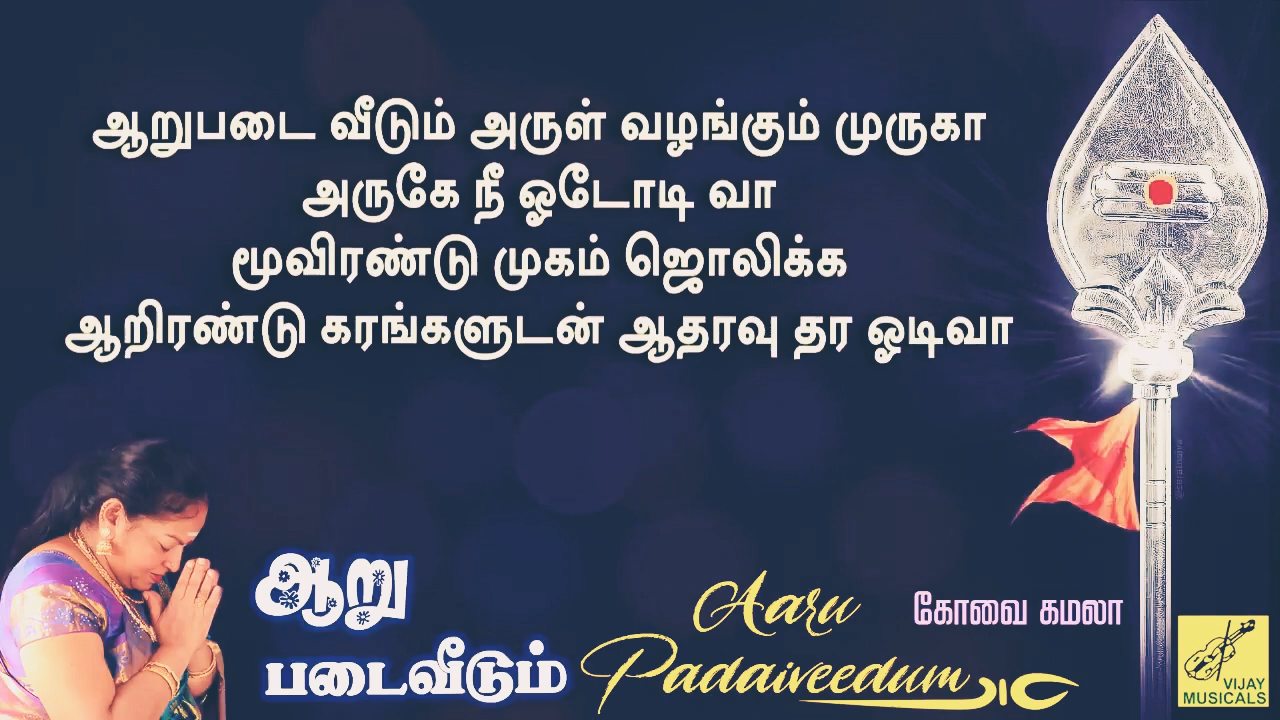 ஆறுபடை வீடும் அருள் வழங்கும் முருகா
அருகே நீ ஓடோடி வா
மூவிரண்டு முகம் ஜொலிக்க
ஆறிரண்டு கரங்களுடன் ஆதரவு தர ஓடிவா
ஆறு
படைவீடும்
Aaru
Padaiveedum
கோவை கமலா
VIJAY
MUSICALS